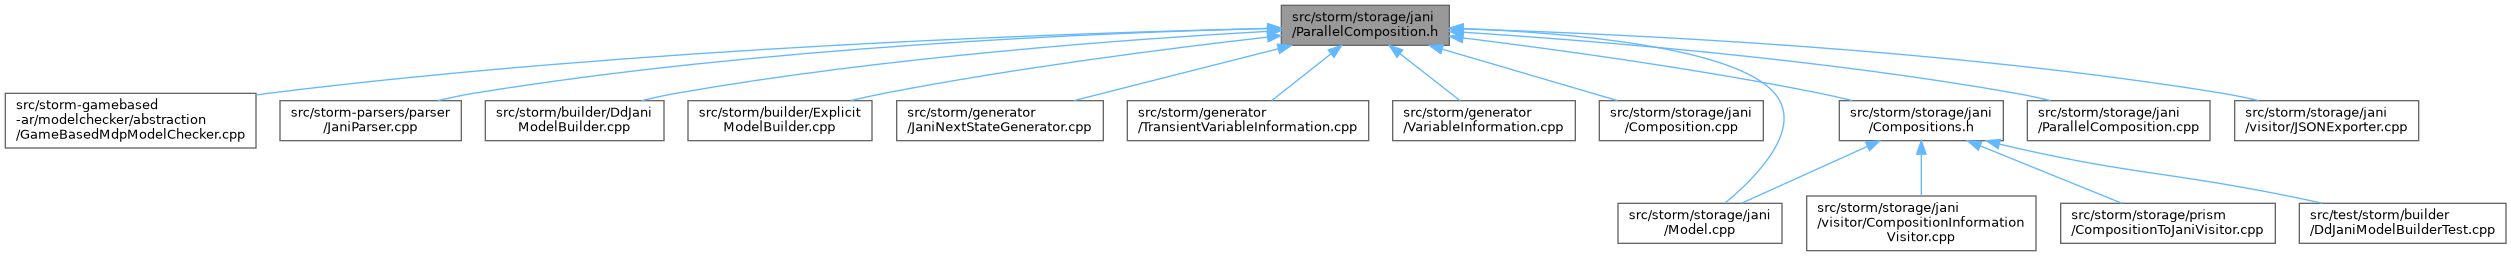 src/storm/storage/jani
/ParallelComposition.h
src/storm-gamebased
-ar/modelchecker/abstraction
/GameBasedMdpModelChecker.cpp
src/storm-parsers/parser
/JaniParser.cpp
src/storm/builder/DdJani
ModelBuilder.cpp
src/storm/builder/Explicit
ModelBuilder.cpp
src/storm/generator
/JaniNextStateGenerator.cpp
src/storm/generator
/TransientVariableInformation.cpp
src/storm/generator
/VariableInformation.cpp
src/storm/storage/jani
/Composition.cpp
src/storm/storage/jani
/Compositions.h
src/storm/storage/jani
/ParallelComposition.cpp
src/storm/storage/jani
/visitor/JSONExporter.cpp
src/storm/storage/jani
/Model.cpp
src/storm/storage/jani
/visitor/CompositionInformation
Visitor.cpp
src/storm/storage/prism
/CompositionToJaniVisitor.cpp
src/test/storm/builder
/DdJaniModelBuilderTest.cpp